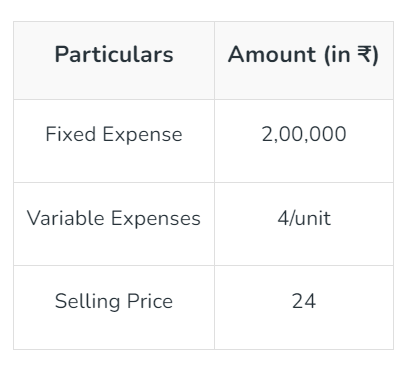 Particulars Amount (in ₹)
Fixed Expense 2,00,000
Variable Expenses 4/unit
Selling Price 24